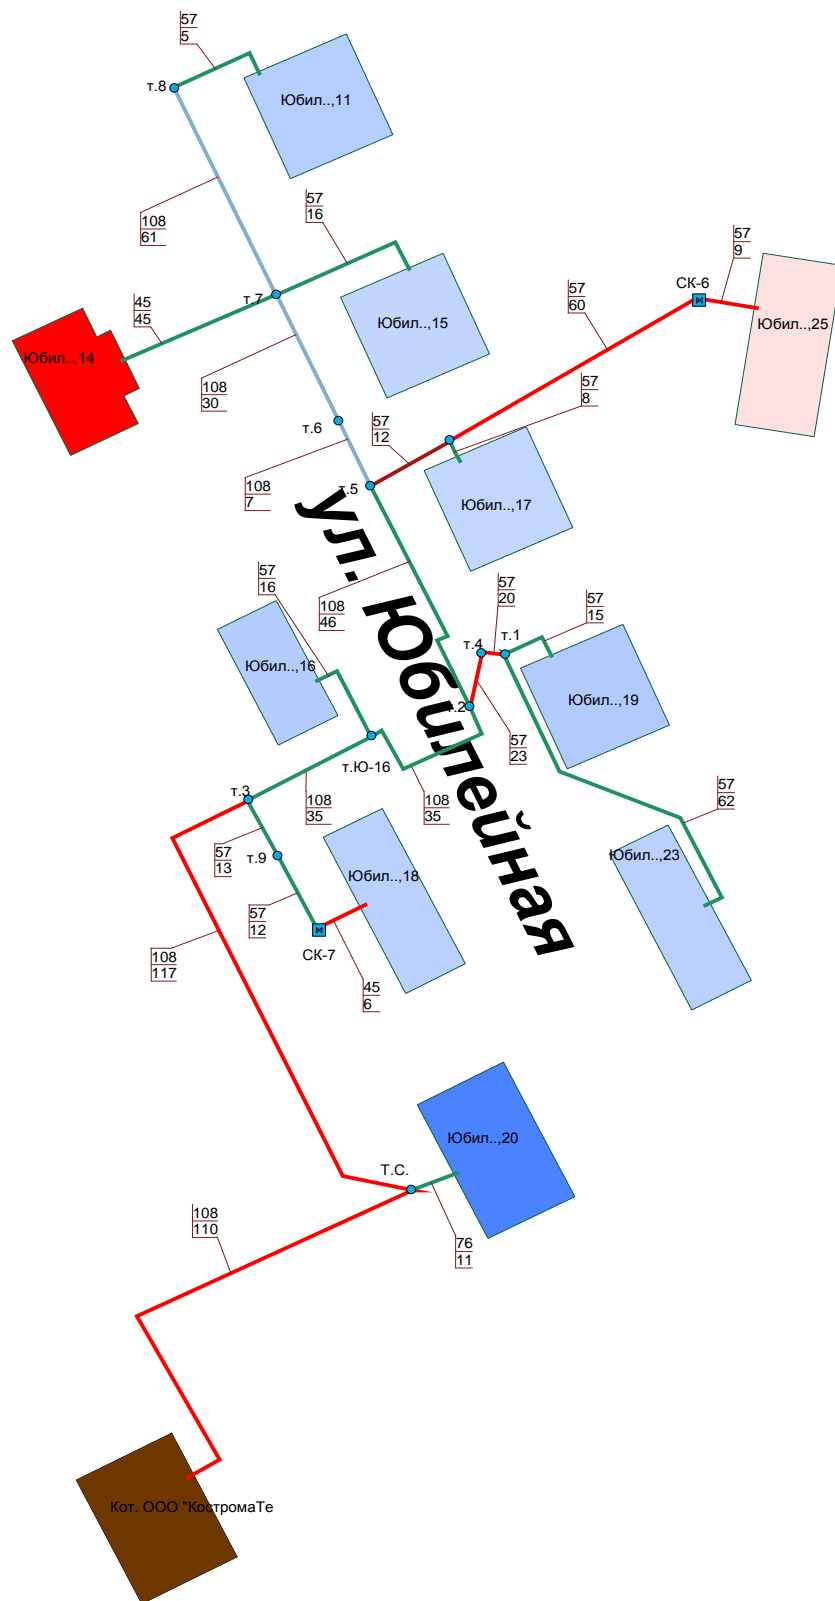 57
5
т.8
Юбил..,11
57
16
108
61
57
9
СК-6
т.7
45
45
57
60
Юбил..,15
Юбил..,25
Юбил..,14
57
8
108
30
57
12
т.6
108
7
т.5
Юбил..,17
ул. Юбилейная
57
16
57
20
57
15
108
46
т.4
т.1
Юбил..,16
Юбил..,19
т.2
57
23
т.Ю-16
57
62
т.3
108
35
108
35
57
13
т.9
Юбил..,23
Юбил..,18
57
12
СК-7
108
117
45
6
Юбил..,20
Т.С.
108
110
76
11
Кот. ООО "КостромаТе